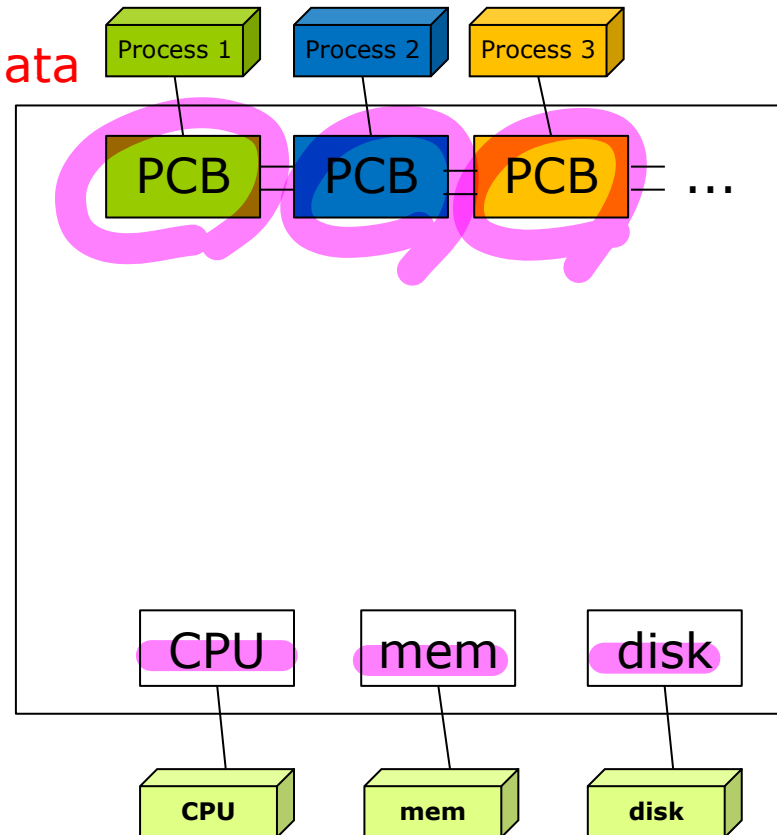 Process 1 Process 2 Process 3
ata
PCB PCB PCB ...
CPU mem disk
CPU mem disk